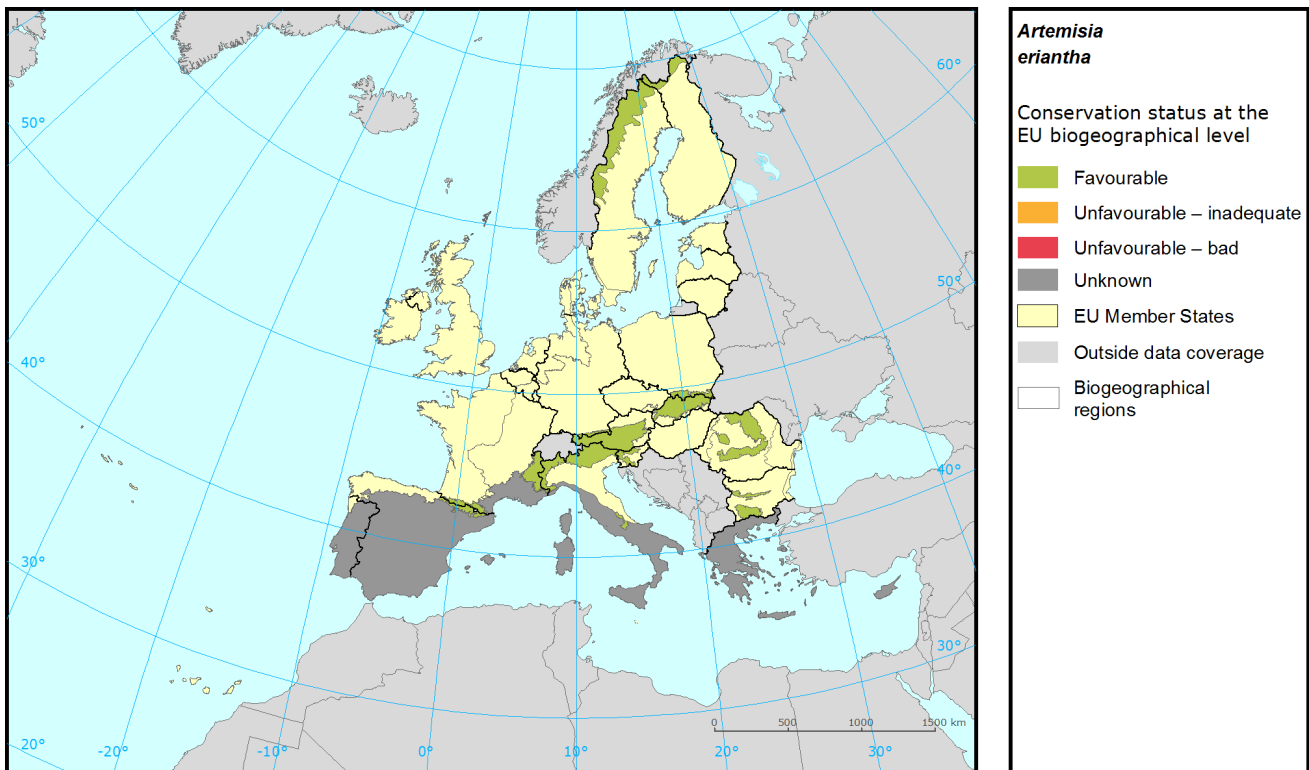 60°
50°
50°
40°
40°
30°
30°
20°
-20°
-10°
0°
10°
20°
30°
0 500 1000 1500 km
Artemisia
eriantha
Conservation status at the
EU biogeographical level
Favourable
Unfavourable – inadequate
Unfavourable – bad
Unknown
EU Member States
Outside data coverage
Biogeographical
regions